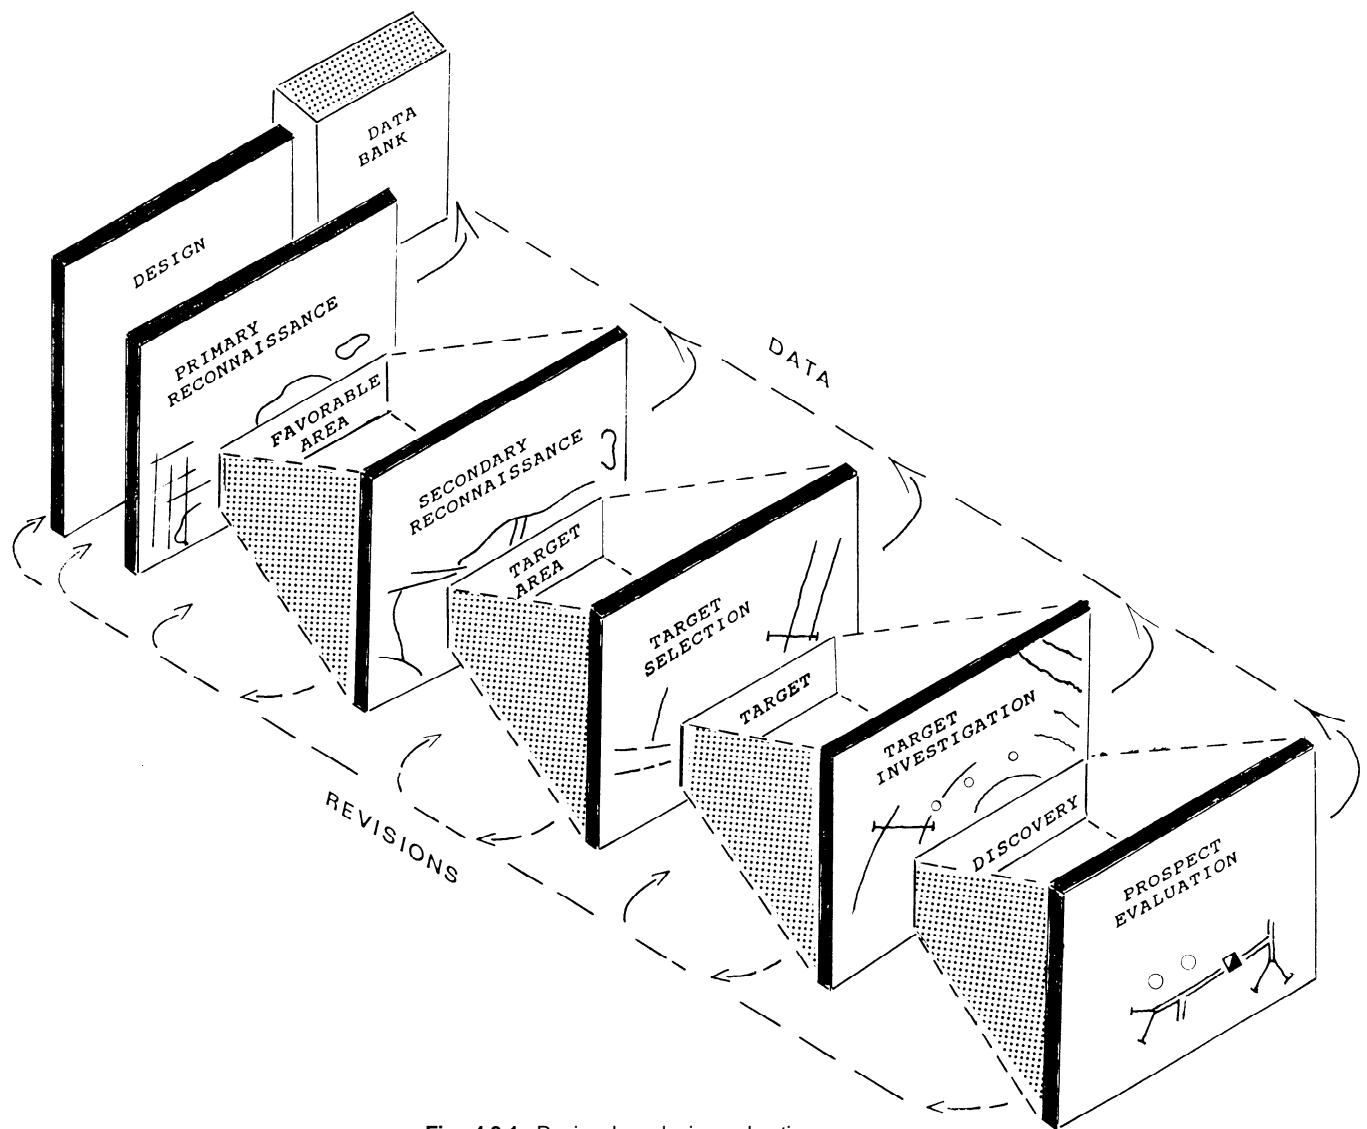 DATA
BANK
DESIGN
PRIMARY
RECONNAISSANCE
FAVORABLE
AREA
DATA
SECONDARY
RECONNAISSANCE
TARGET
AREA
TARGET
SELECTION
TARGET
TARGET
INVESTIGATION
REVISIONS
DISCOVERY
PROSPECT
EVALUATION